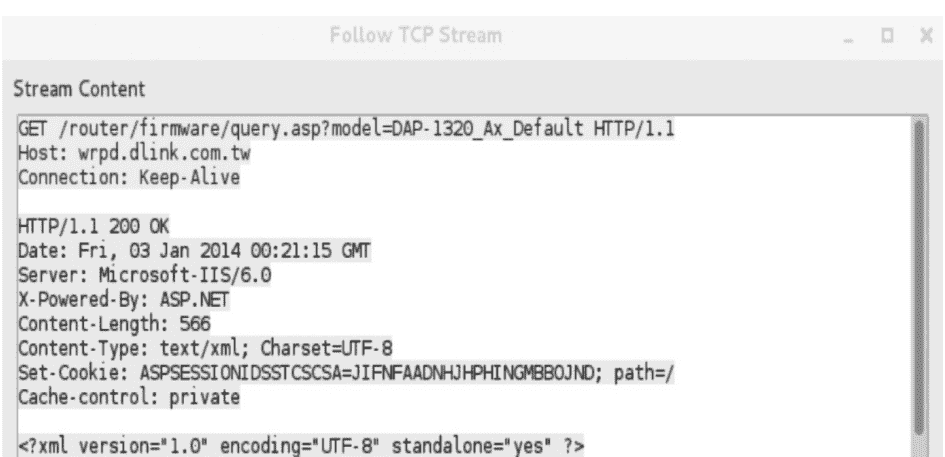 Follow TCP Stream
Stream Content
GET /router/firmware/query.asp?model=DAP-1320_Ax_Default HTTP/1.1
Host: wrpd.dlink.com.tw
Connection: Keep-Alive
HTTP/1.1 200 OK
Date: Fri, 03 Jan 2014 00:21:15 GMT
Server: Microsoft-IIS/6.0
X-Powered-By: ASP.NET
Content-Length: 566
Content-Type: text/xml; Charset=UTF-8
Set-Cookie: ASPSESSIONIDSSTCSCSA=JIFNFAADNHJHPHINGMBBOJND; path=/
Cache-control: private
<?xml version="1.0" encoding="UTF-8" standalone="yes" ?>